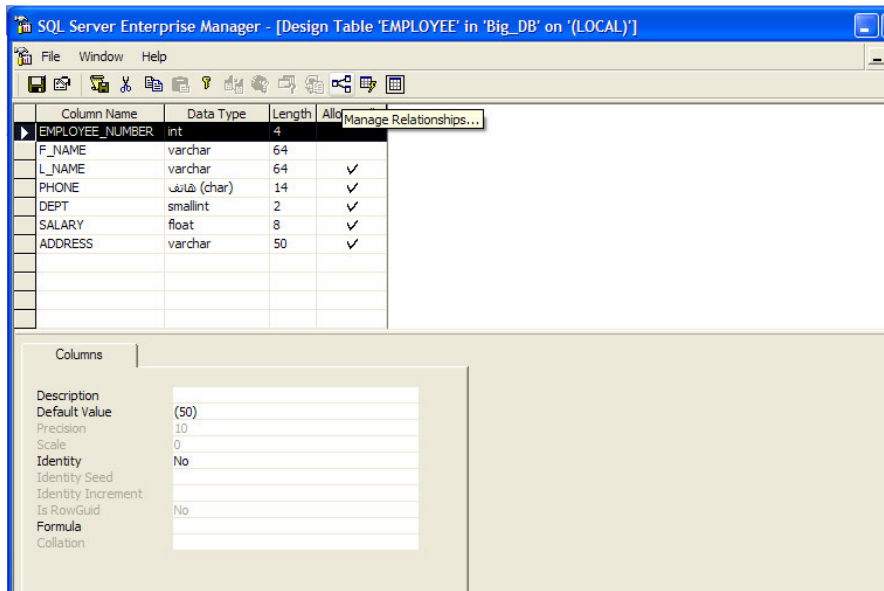 SQL Server Enterprise Manager - [Design Table 'EMPLOYEE' in 'Big_DB' on '(LOCAL)']
File Window Help
Column Name Data Type Length Allo
Manage Relationships...
EMPLOYEE_NUMBER int 4
F_NAME varchar 64
L_NAME varchar 64
PHONE هاتف (char) 14
DEPT smallint 2
SALARY float 8
ADDRESS varchar 50
Columns
Description
Default Value (50)
Precision 10
Scale 0
Identity No
Identity Seed
Identity Increment
Is RowGuid No
Formula
Collation